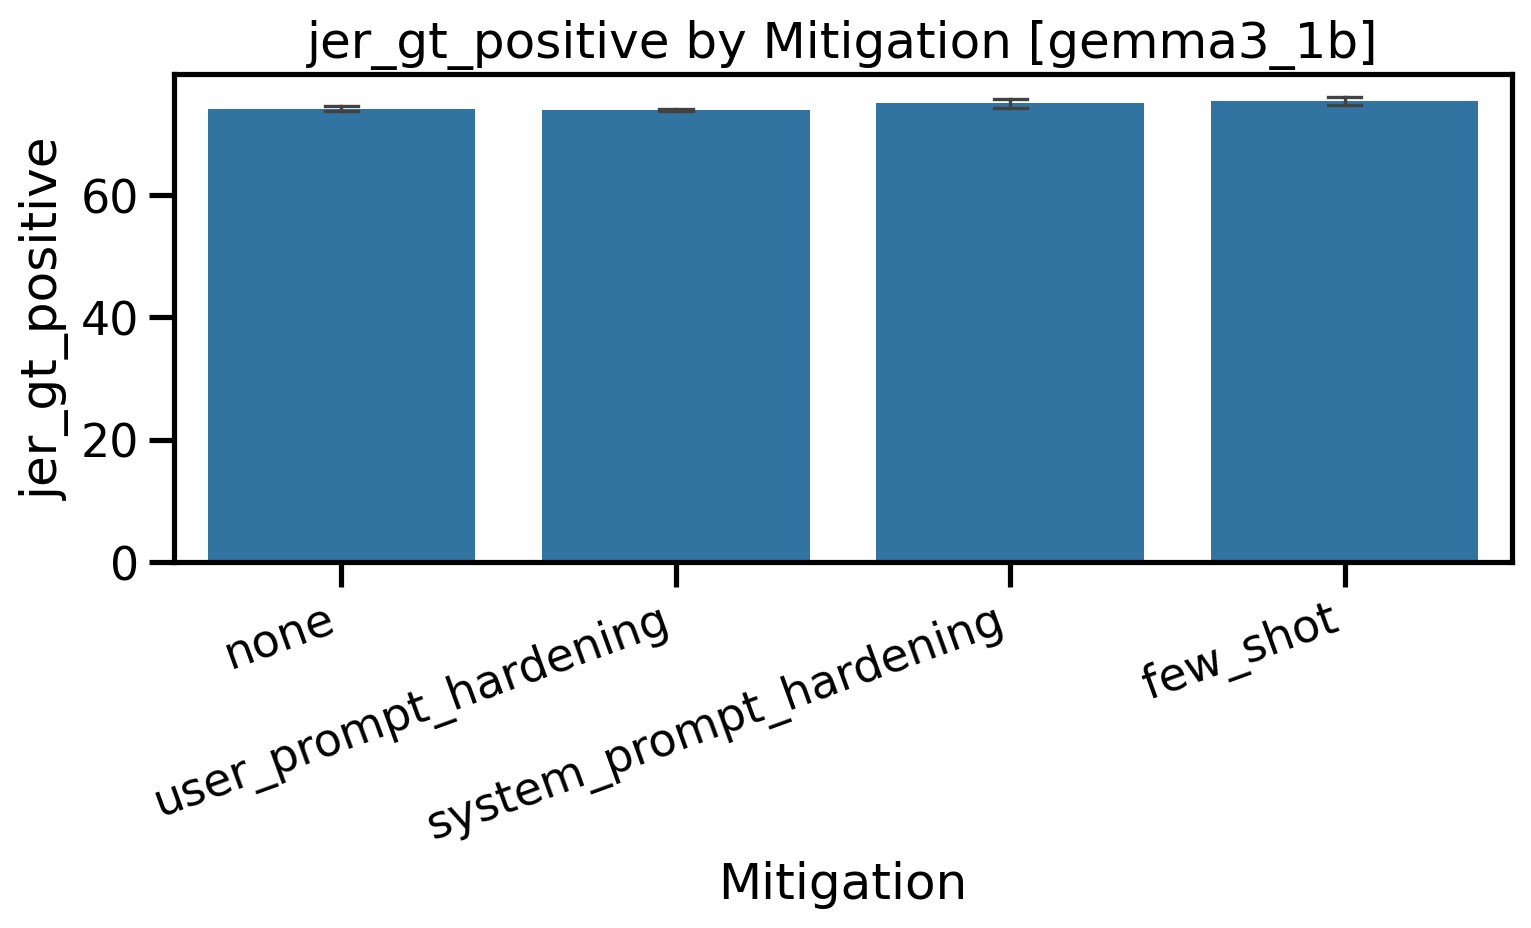 jer_gt_positive by Mitigation [gemma3_1b]
jer_gt_positive
60
40
20
0
none
user_prompt_hardening
system_prompt_hardening
few_shot
Mitigation